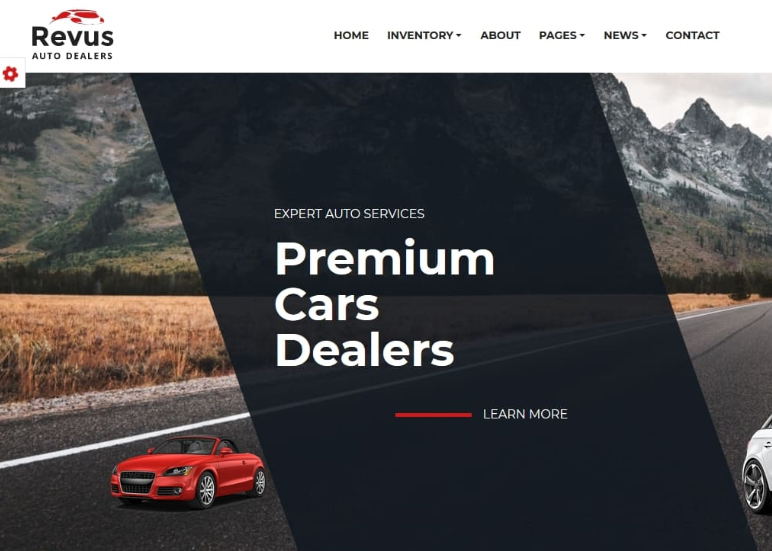 Revus
AUTO DEALERS
HOME INVENTORY ABOUT PAGES NEWS CONTACT
EXPERT AUTO SERVICES
Premium
Cars
Dealers
LEARN MORE